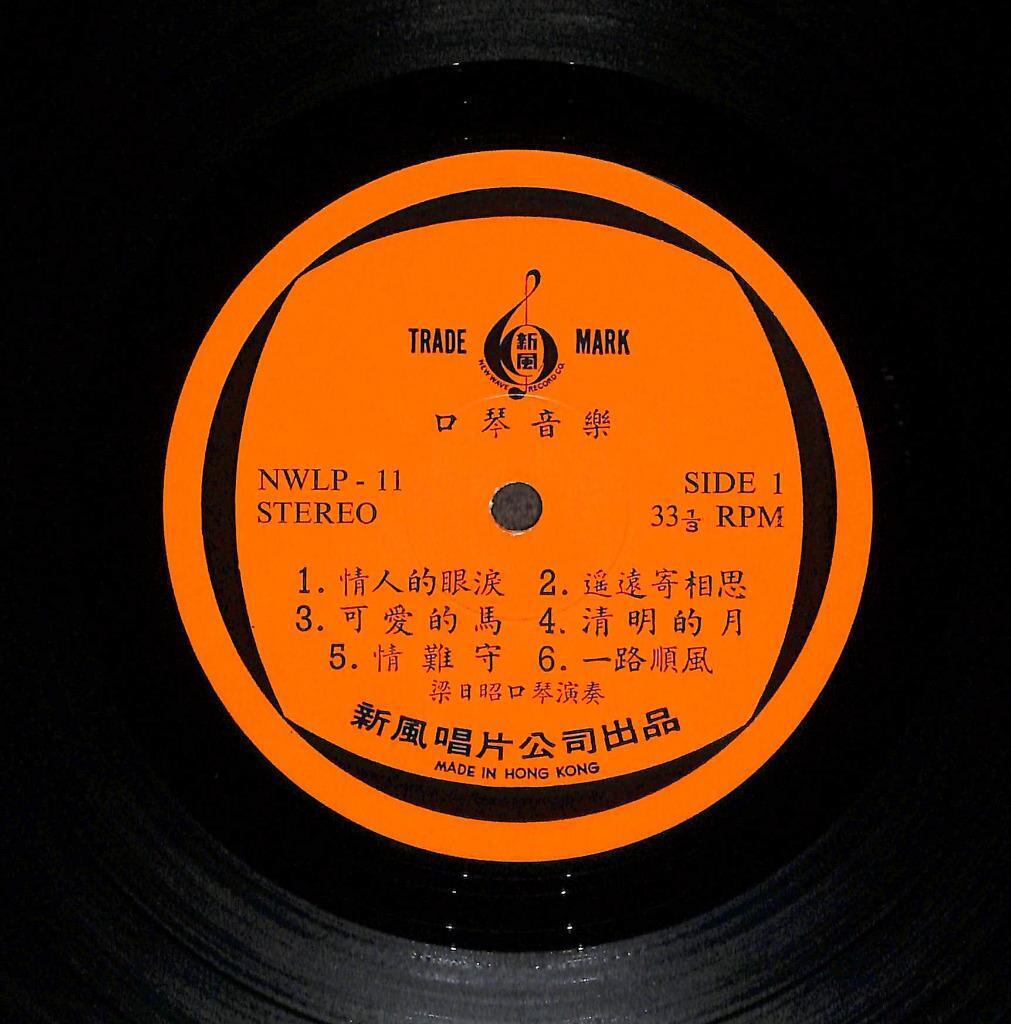 TRADE 新風 MARK
NEW WAVE RECORD CO.
口琴音樂
NWLP - 11 SIDE 1
STEREO 33⅓ RPM
1. 情人的眼淚 2. 遥遠寄相思
3. 可愛的馬 4. 清明的月
5. 情難守 6. 一路順風
梁日昭口琴演奏
新風唱片公司出品
MADE IN HONG KONG